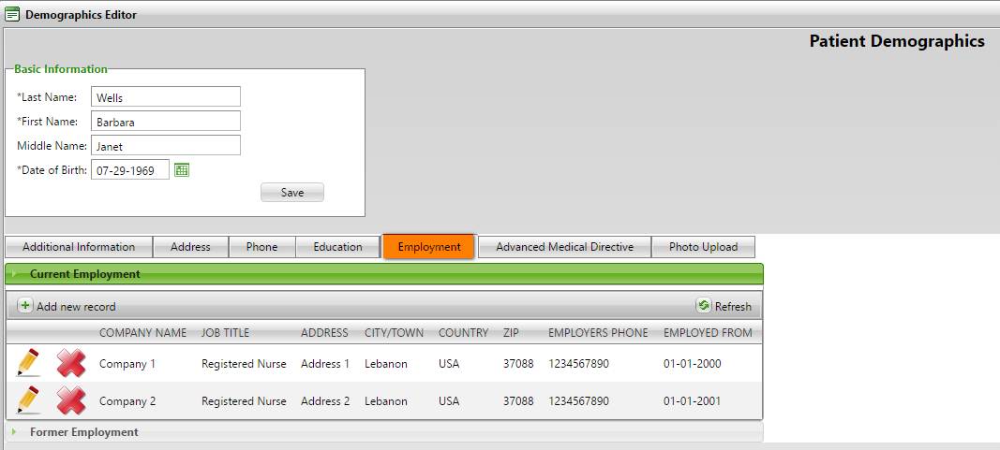 Demographics Editor
Patient Demographics
Basic Information
*Last Name: Wells
*First Name: Barbara
Middle Name: Janet
*Date of Birth: 07-29-1969
Save
Additional Information Address Phone Education Employment Advanced Medical Directive Photo Upload
Current Employment
Add new record Refresh
COMPANY NAME JOB TITLE ADDRESS CITY/TOWN COUNTRY ZIP EMPLOYERS PHONE EMPLOYED FROM
Company 1 Registered Nurse Address 1 Lebanon USA 37088 1234567890 01-01-2000
Company 2 Registered Nurse Address 2 Lebanon USA 37088 1234567890 01-01-2001
Former Employment